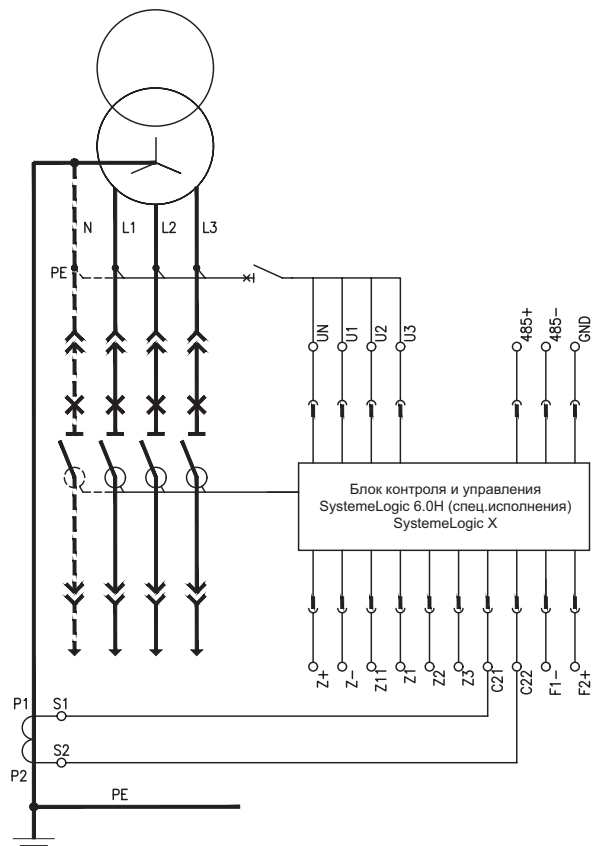 N
L1
L2
L3
PE
UN
U1
U2
U3
485+
485-
GND
Блок контроля и управления
SystemeLogic 6.0H (спец.исполнения)
SystemeLogic X
Z+
Z-
Z11
Z1
Z2
Z3
C21
C22
F1-
F2+
P1
S1
S2
P2
PE